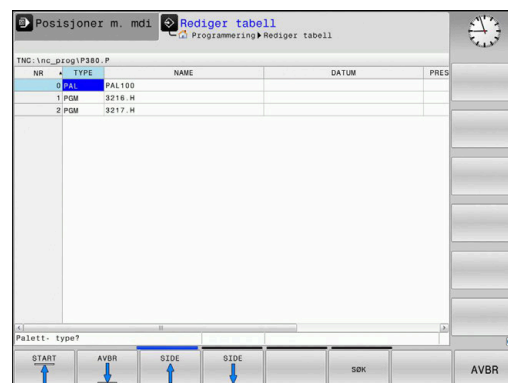 Posisjoner m. mdi
Rediger tabell
Programmering Rediger tabell
TNC:\nc_prog\P380.P
NR TYPE NAME DATUM PRES
0 PAL PAL100
1 PGM 3216.H
2 PGM 3217.H
Palett- type?
START AVBR SIDE SIDE SØK AVBR